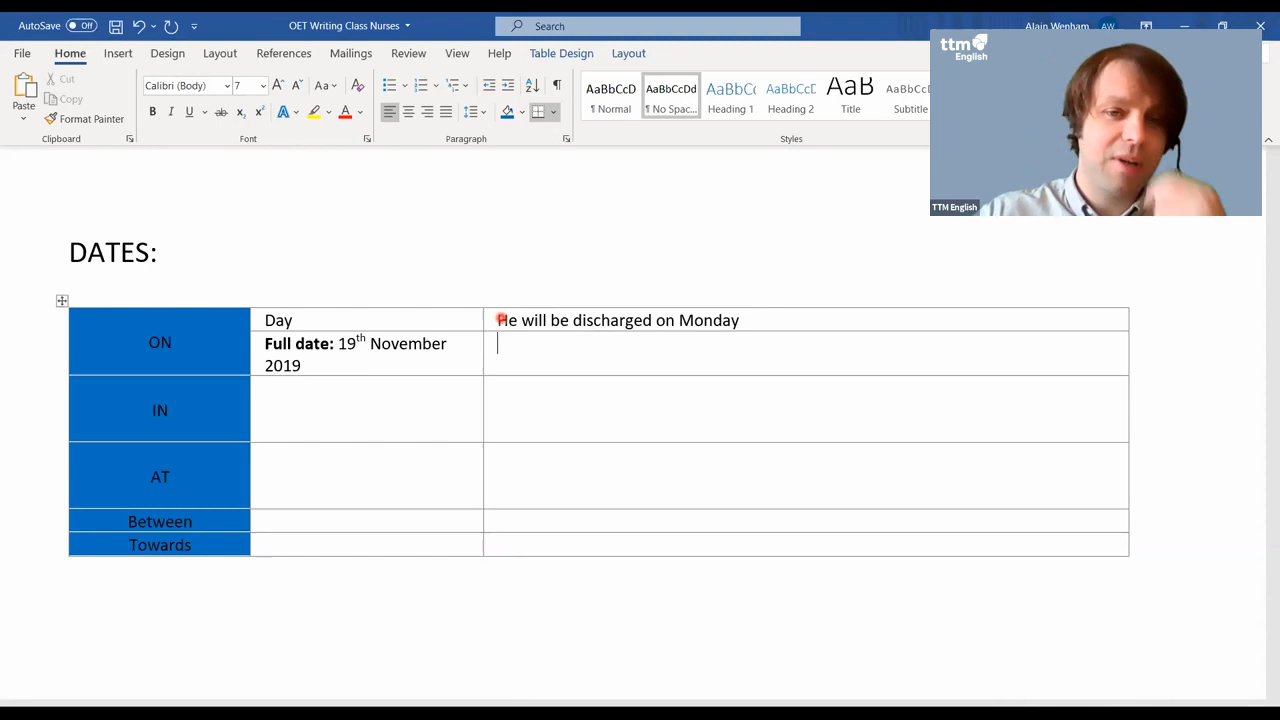 AutoSave Off
OET Writing Class Nurses
Search
Alain Wenham AW
File Home Insert Draw Design Layout References Mailings Review View Help Table Design Layout
Paste
Cut
Copy
Format Painter
Clipboard
Calibri (Body) 7
Font
Paragraph
AaBbCcD AaBbCcDd AaBbCc AaBbCcC AaB AaBbCcD
¶ Normal ¶ No Spac... Heading 1 Heading 2 Title Subtitle
Styles
ttm
English
TTM English
DATES:
ON
Day
He will be discharged on Monday
Full date: 19th November
2019
IN
AT
Between
Towards